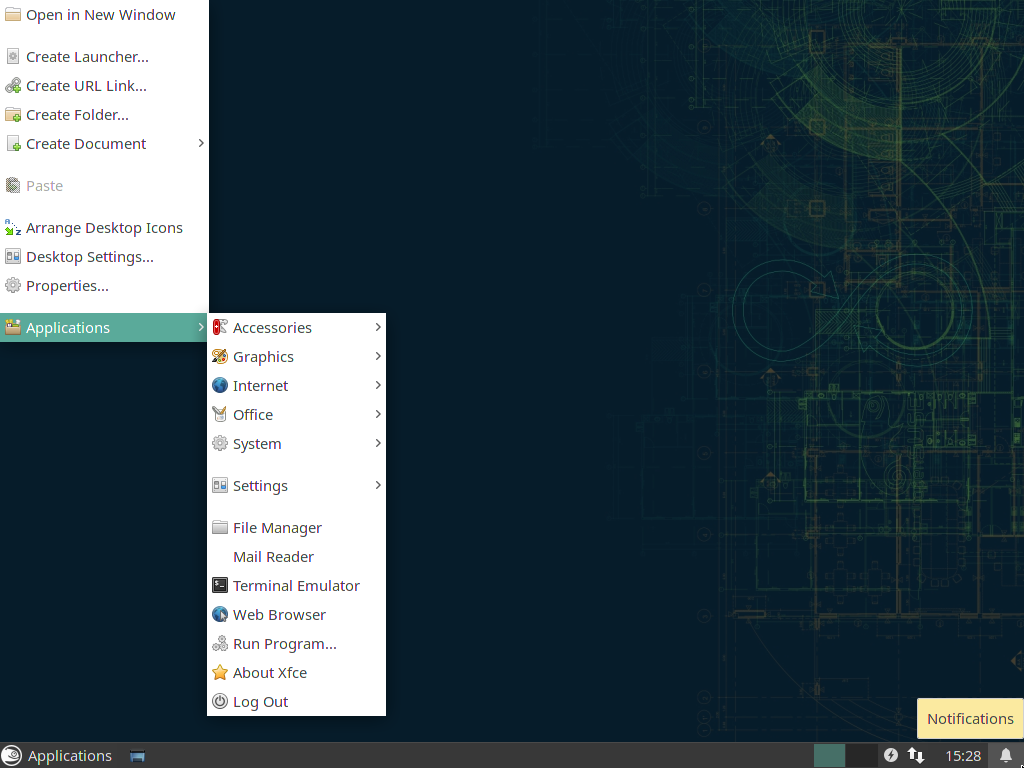 Open in New Window
Create Launcher...
Create URL Link...
Create Folder...
Create Document
Paste
Arrange Desktop Icons
Desktop Settings...
Properties...
Applications
Accessories
Graphics
Internet
Office
System
Settings
File Manager
Mail Reader
Terminal Emulator
Web Browser
Run Program...
About Xfce
Log Out
Notifications
Applications
15:28